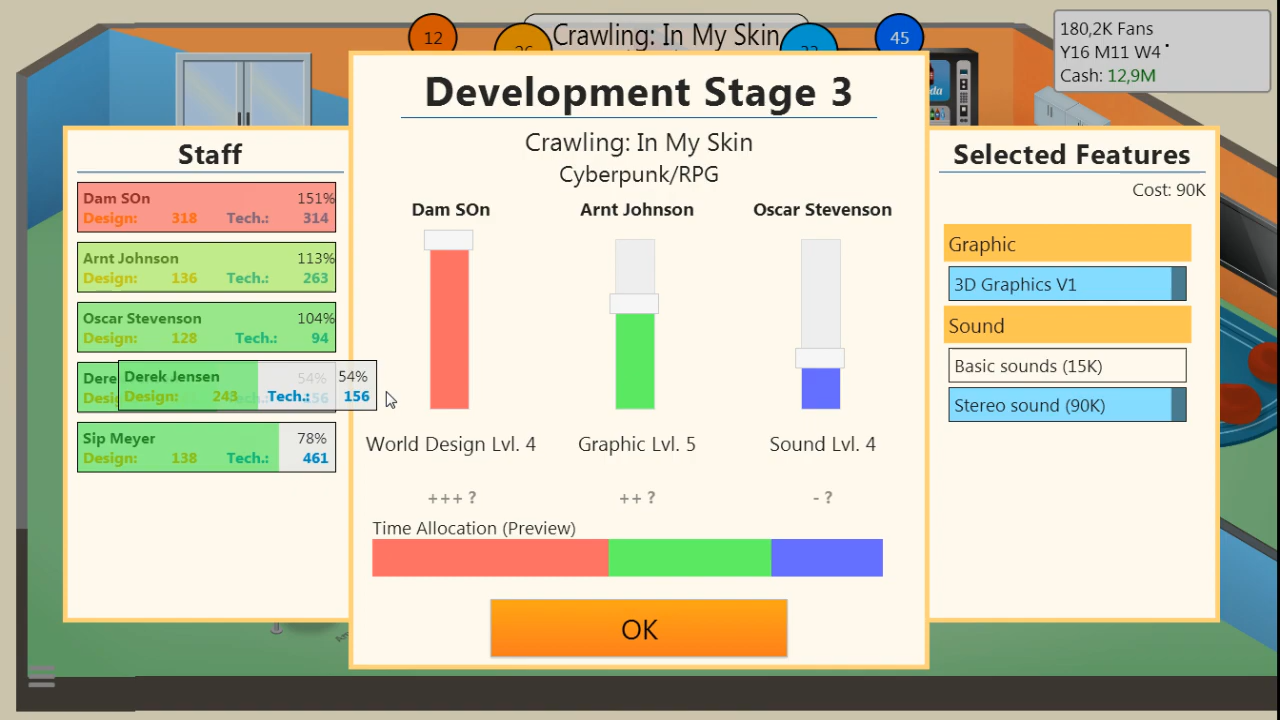 12
Crawling: In My Skin
45
180,2K Fans
Y16 M11 W4
Cash: 12,9M
Development Stage 3
Crawling: In My Skin
Cyberpunk/RPG
Staff
Dam SOn 151%
Design: 318 Tech.: 314
Arnt Johnson 113%
Design: 136 Tech.: 263
Oscar Stevenson 104%
Design: 128 Tech.: 94
Derek Jensen 54%
Design: 243 Tech.: 156
Sip Meyer 78%
Design: 138 Tech.: 461
Dam SOn Arnt Johnson Oscar Stevenson
World Design Lvl. 4 Graphic Lvl. 5 Sound Lvl. 4
+++ ? ++ ? - ?
Time Allocation (Preview)
OK
Selected Features
Cost: 90K
Graphic
3D Graphics V1
Sound
Basic sounds (15K)
Stereo sound (90K)